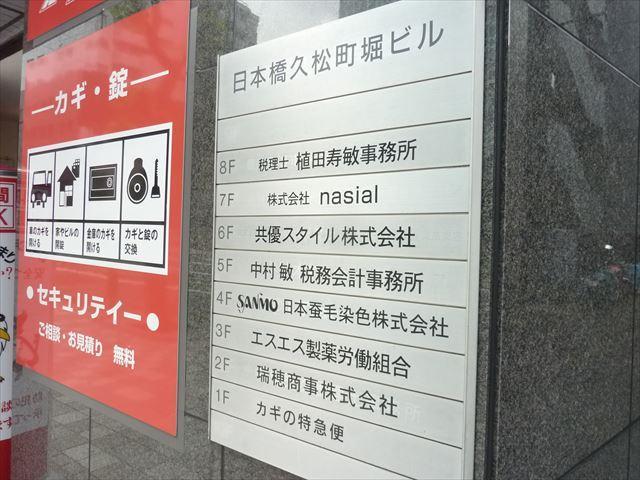 カギ・錠
車のカギを
開ける
家やビルの
開錠
金庫のカギを
開ける
カギと錠の
交換
セキュリテイー
ご相談・お見積り 無料
日本橋久松町堀ビル
8F 税理士 植田寿敏事務所
7F 株式会社 nasial
6F 共優スタイル株式会社
5F 中村 敏 税務会計事務所
4F SANMO 日本蚕毛染色株式会社
3F エスエス製薬労働組合
2F 瑞穂商事株式会社
1F カギの特急便